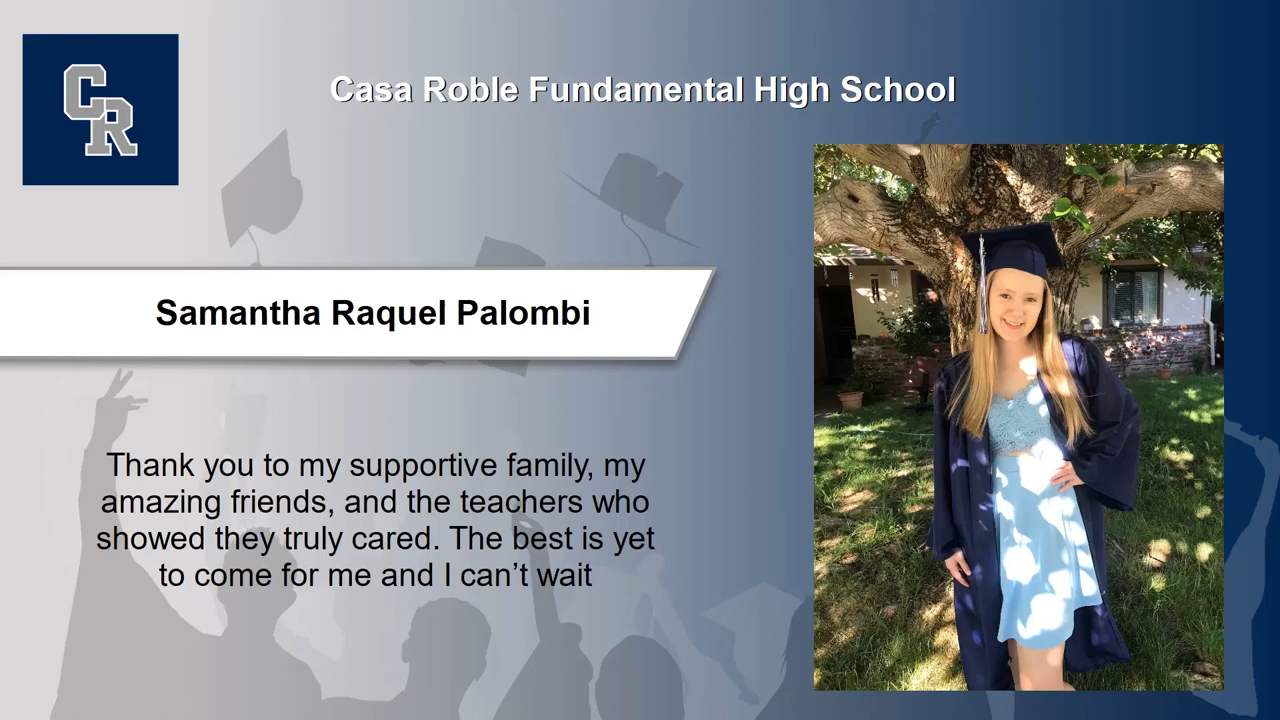 CR
Casa Roble Fundamental High School
Samantha Raquel Palombi
Thank you to my supportive family, my
amazing friends, and the teachers who
showed they truly cared. The best is yet
to come for me and I can’t wait